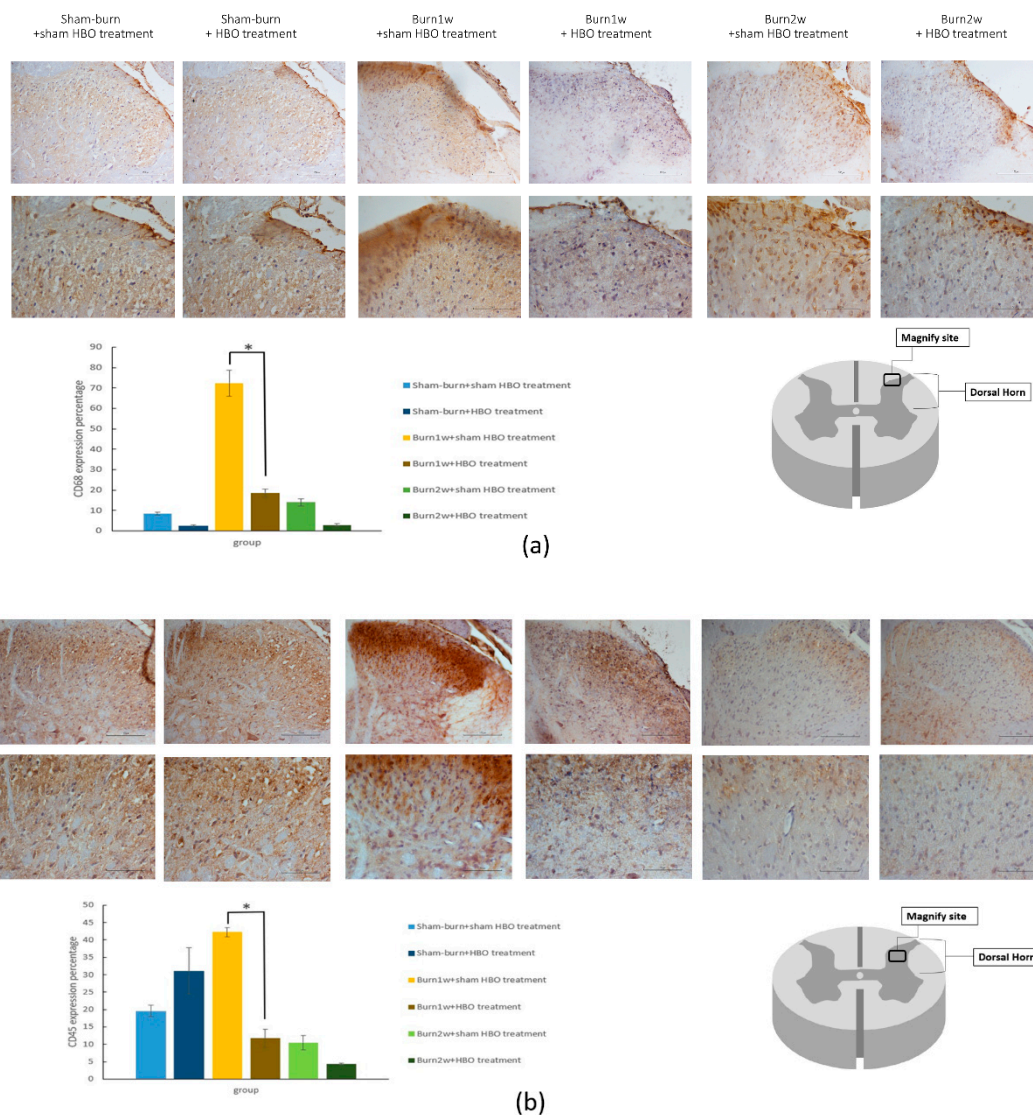 Sham-burn
+sham HBO treatment
Sham-burn
+ HBO treatment
Burn1w
+sham HBO treatment
Burn1w
+ HBO treatment
Burn2w
+sham HBO treatment
Burn2w
+ HBO treatment
90
80
70
60
50
40
30
20
10
0
CD68 expression percentage
*
group
Sham-burn+sham HBO treatment
Sham-burn+HBO treatment
Burn1w+sham HBO treatment
Burn1w+HBO treatment
Burn2w+sham HBO treatment
Burn2w+HBO treatment
Magnify site
Dorsal Horn
(a)
50
45
40
35
30
25
20
15
10
5
0
CD45 expression percentage
*
group
Sham-burn+sham HBO treatment
Sham-burn+HBO treatment
Burn1w+sham HBO treatment
Burn1w+HBO treatment
Burn2w+sham HBO treatment
Burn2w+HBO treatment
Magnify site
Dorsal Horn
(b)